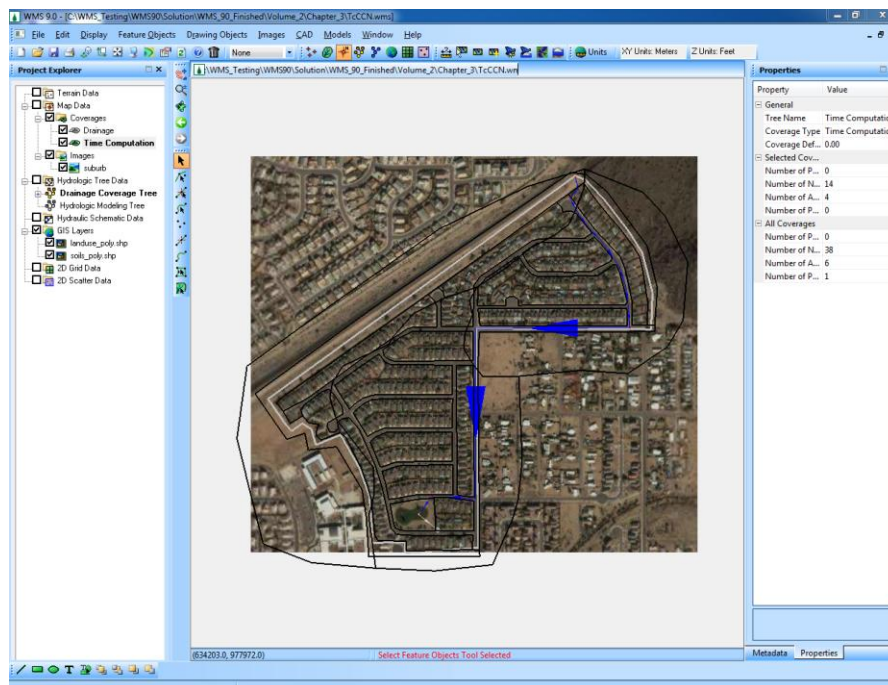 WMS 9.0 - [C:\WMS_Testing\WMS90\Solution\WMS_90_Finished\Volume_2\Chapter_3\TcCCN.wms]
File Edit Display Feature Objects Drawing Objects Images CAD Models Window Help
None Units XY Units: Meters Z Units: Feet
Project Explorer
\WMS_Testing\WMS90\Solution\WMS_90_Finished\Volume_2\Chapter_3\TcCCN.wm
Properties
Terrain Data
Map Data
Coverages
Drainage
Time Computation
Images
suburb
Hydrologic Tree Data
Drainage Coverage Tree
Hydrologic Modeling Tree
Hydraulic Schematic Data
GIS Layers
landuse_poly.shp
soils_poly.shp
2D Grid Data
2D Scatter Data
Property Value
General
Tree Name Time Computatio
Coverage Type Time Computatio
Coverage Def... 0.00
Selected Cov...
Number of P... 0
Number of N... 14
Number of A... 4
Number of P... 0
All Coverages
Number of P... 0
Number of N... 38
Number of A... 6
Number of P... 1
(634203.0, 977972.0) Select Feature Objects Tool Selected
Metadata Properties
T